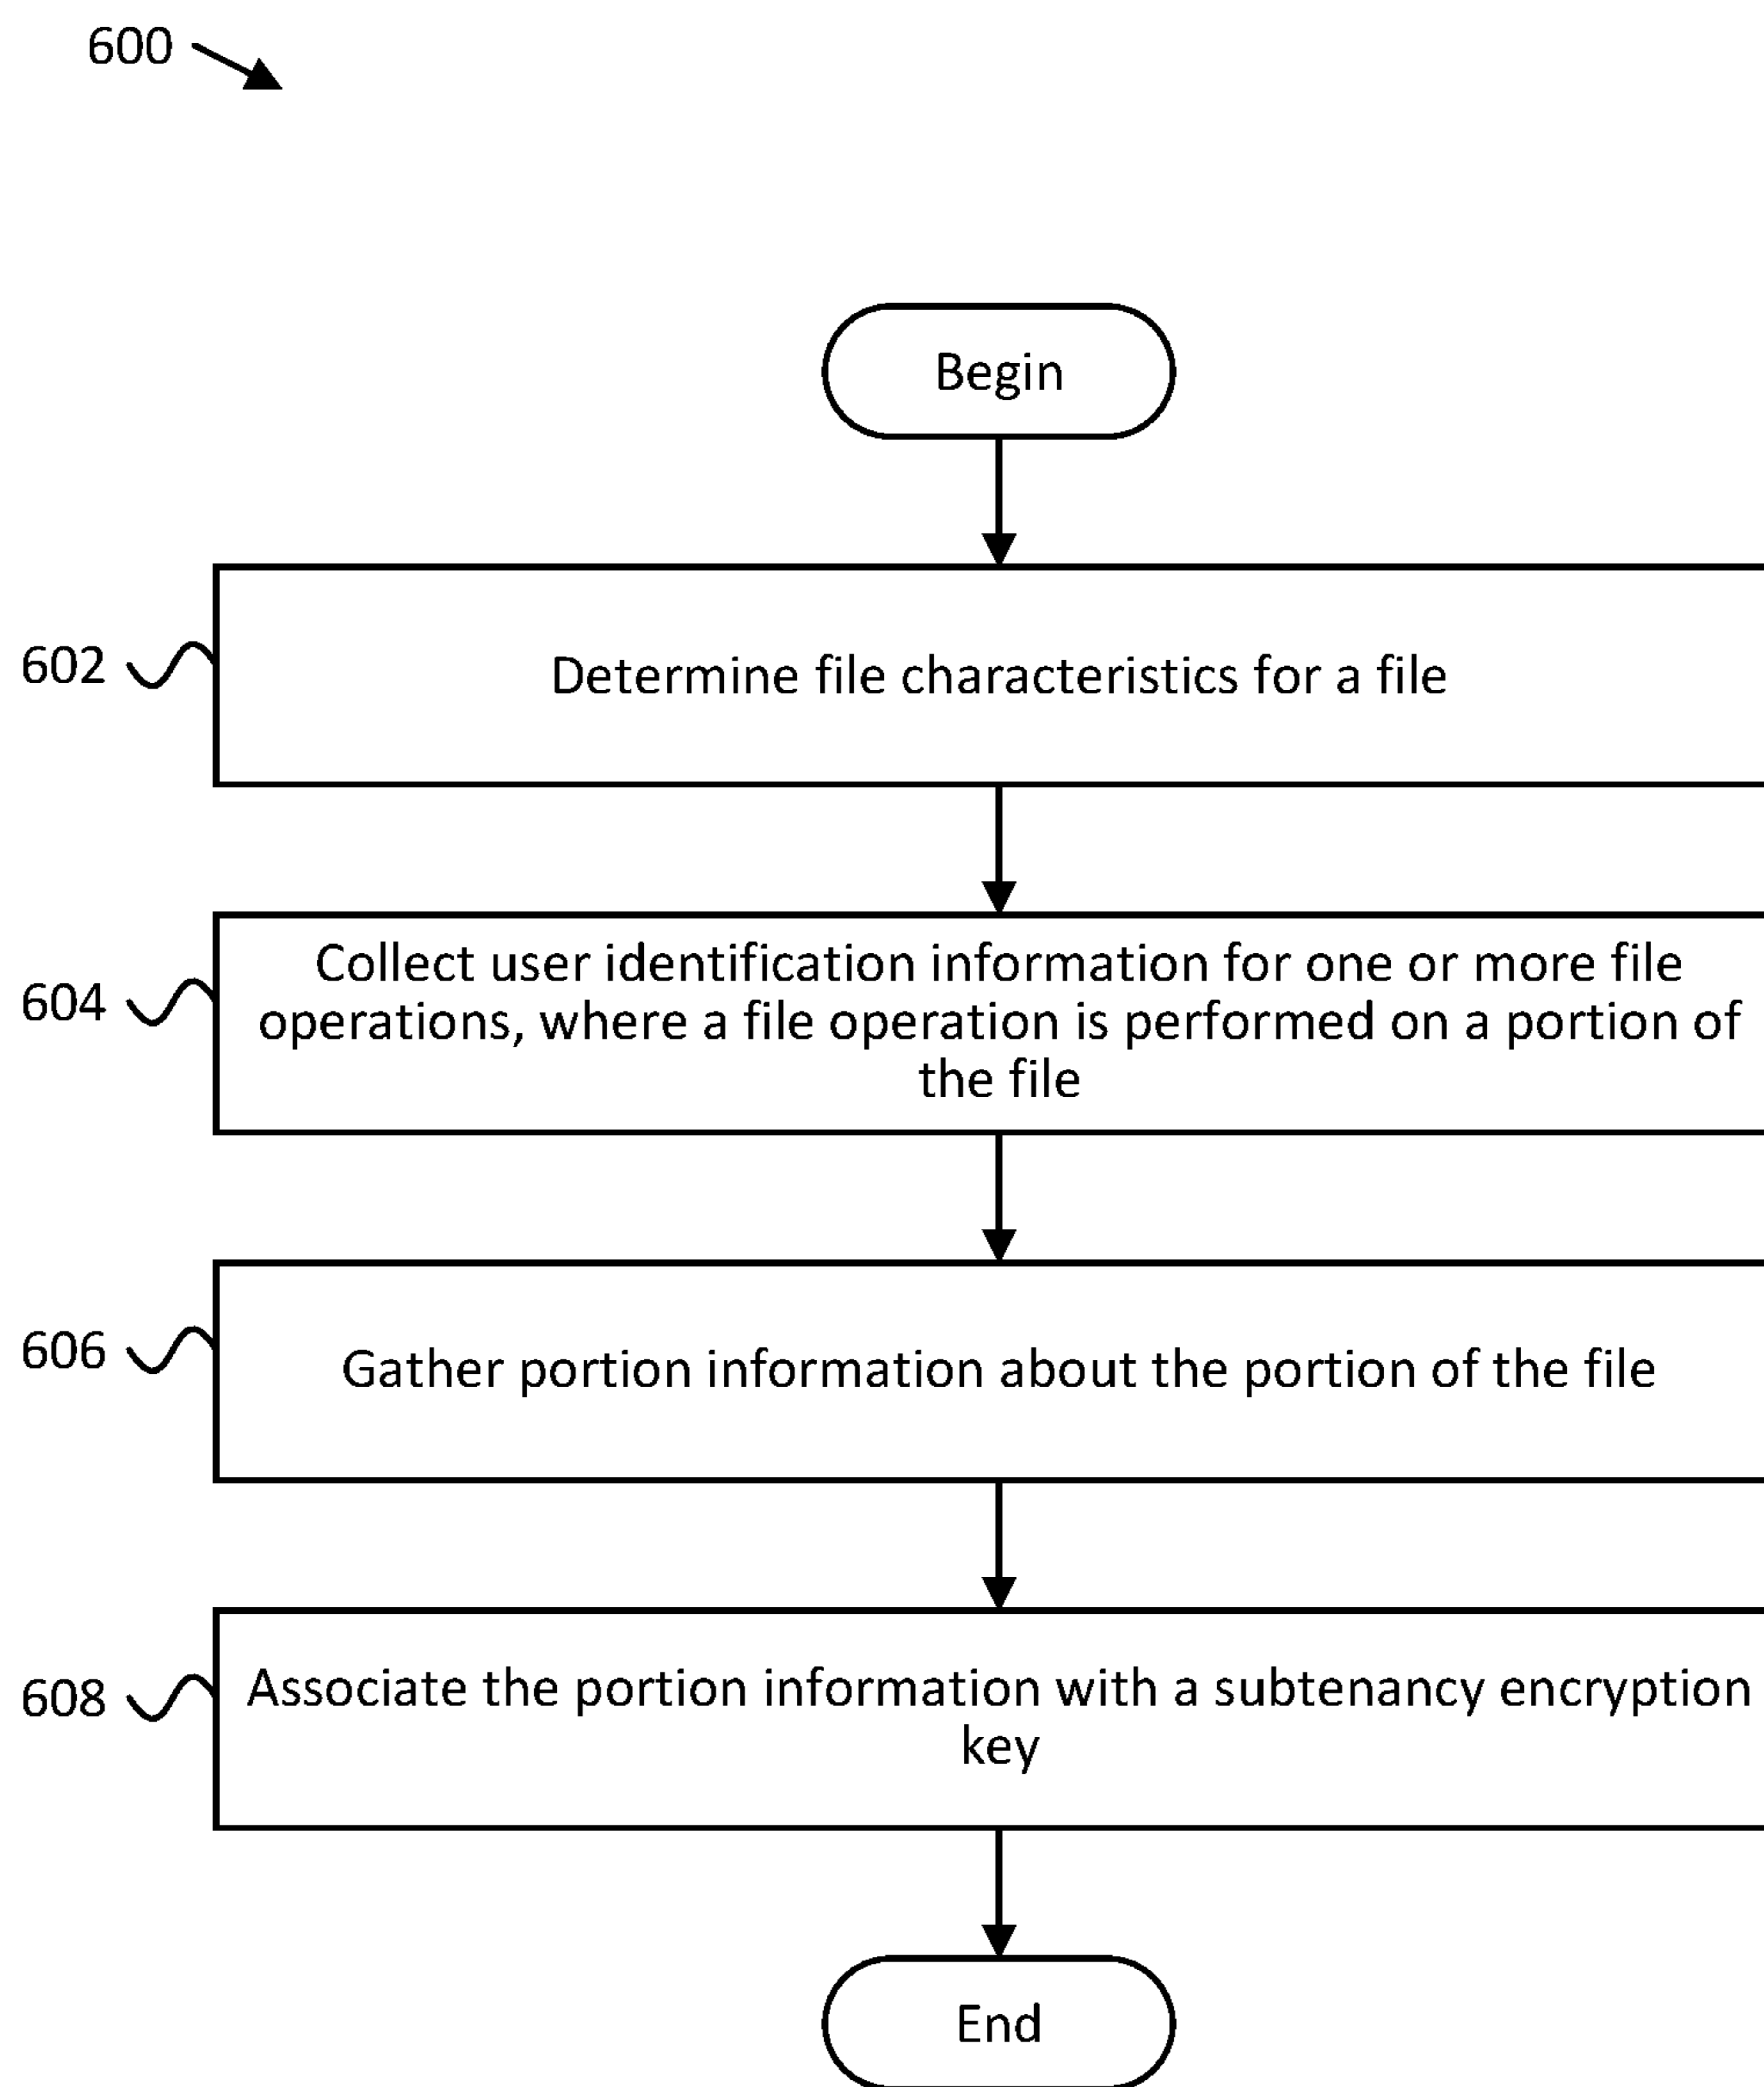 600
Begin
602
Determine file characteristics for a file
604
Collect user identification information for one or more file
operations, where a file operation is performed on a portion of
the file
606
Gather portion information about the portion of the file
608
Associate the portion information with a subtenancy encryption
key
End